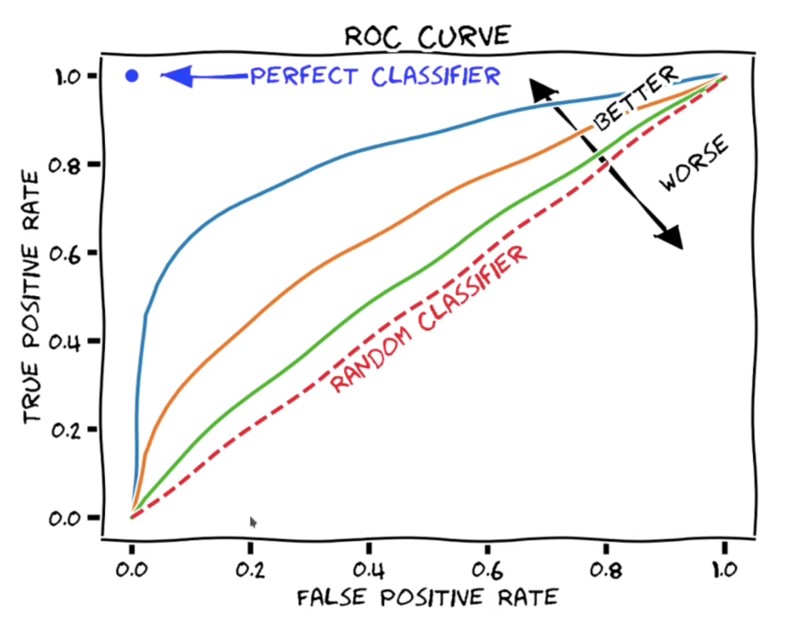 ROC CURVE
1.0
PERFECT CLASSIFIER
BETTER
WORSE
0.8
0.6
0.4
0.2
0.0
TRUE POSITIVE RATE
RANDOM CLASSIFIER
0.0 0.2 0.4 0.6 0.8 1.0
FALSE POSITIVE RATE